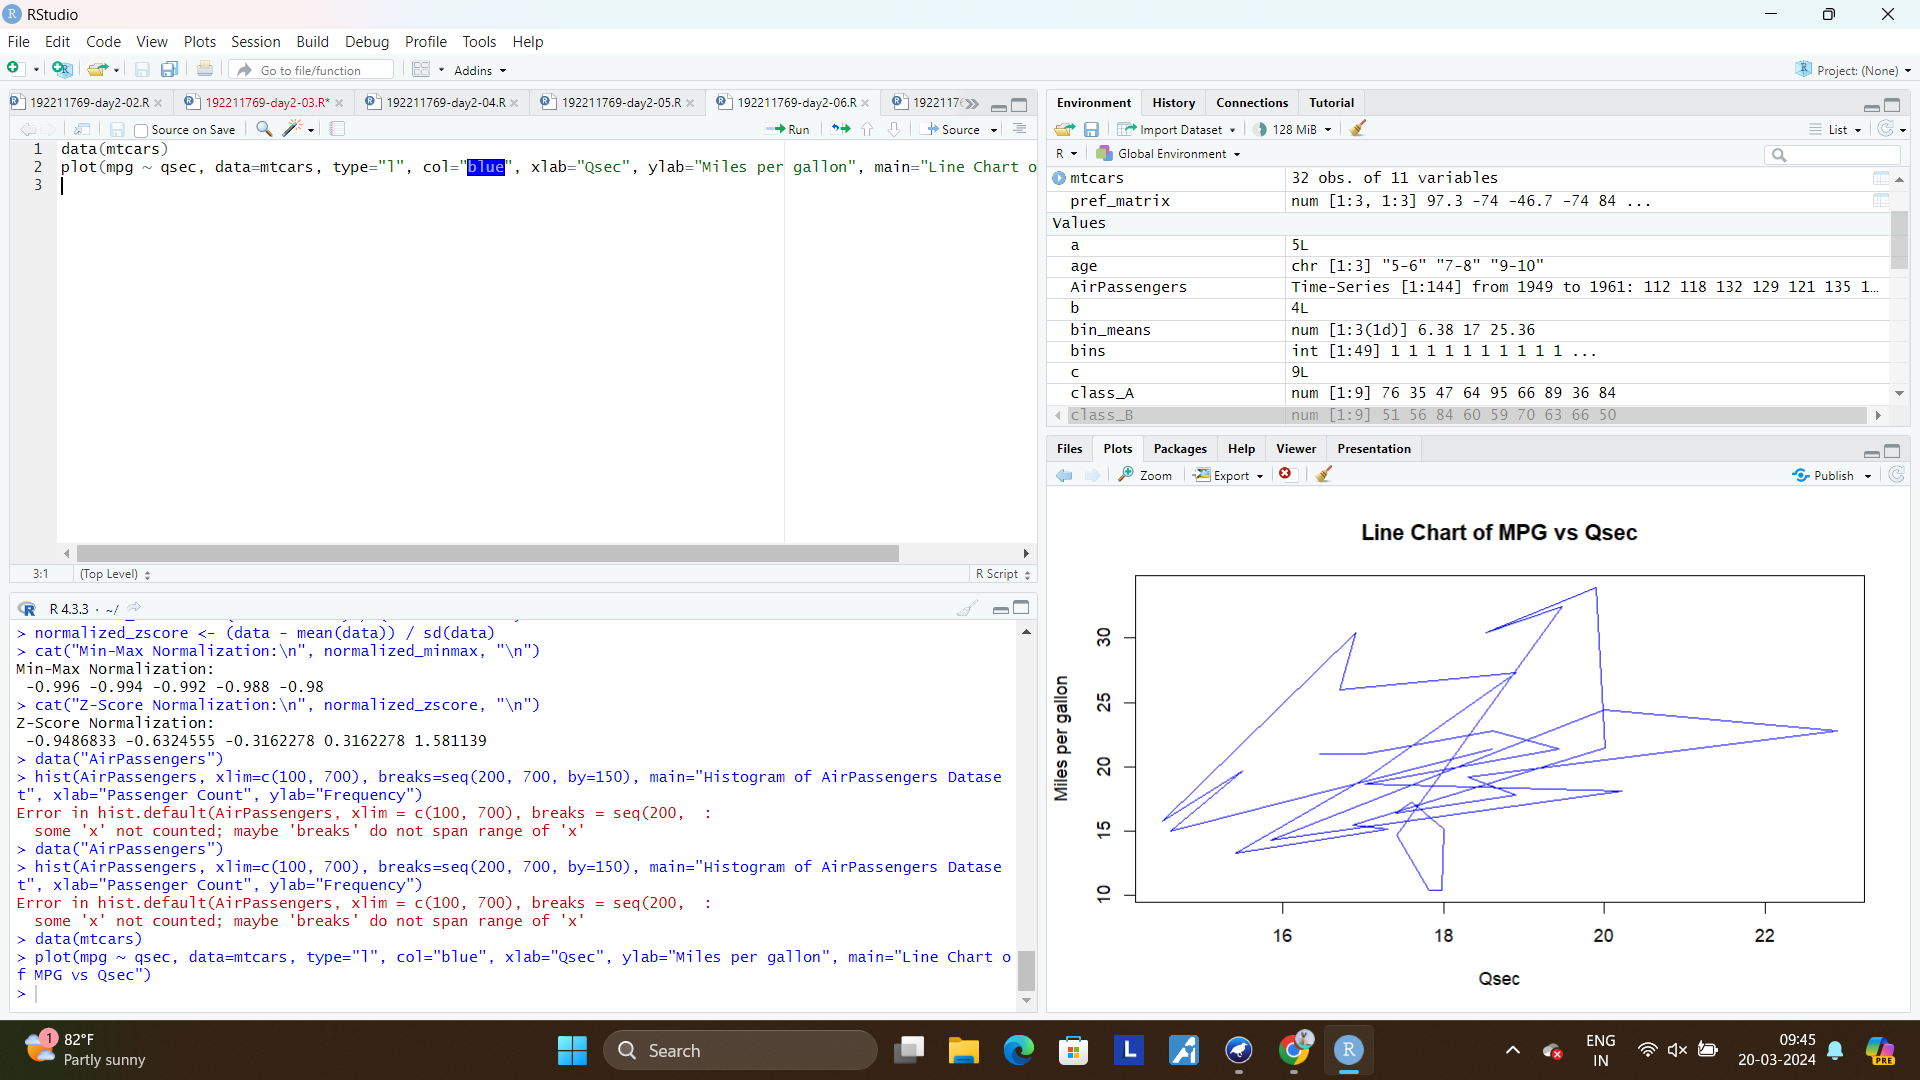 RStudio
File Edit Code View Plots Session Build Debug Profile Tools Help
Go to file/function Addins Project: (None)
192211769-day2-02.R 192211769-day2-03.R* 192211769-day2-04.R 192211769-day2-05.R 192211769-day2-06.R 1922117
Source on Save Run Source
1 data(mtcars)
2 plot(mpg ~ qsec, data=mtcars, type="l", col="blue", xlab="Qsec", ylab="Miles per gallon", main="Line Chart o
3
3:1 (Top Level) R Script
R 4.3.3 · ~/
> normalized_zscore <- (data - mean(data)) / sd(data)
> cat("Min-Max Normalization:\n", normalized_minmax, "\n")
Min-Max Normalization:
-0.996 -0.994 -0.992 -0.988 -0.98
> cat("Z-Score Normalization:\n", normalized_zscore, "\n")
Z-Score Normalization:
-0.9486833 -0.6324555 -0.3162278 0.3162278 1.581139
> data("AirPassengers")
> hist(AirPassengers, xlim=c(100, 700), breaks=seq(200, 700, by=150), main="Histogram of AirPassengers Datase
t", xlab="Passenger Count", ylab="Frequency")
Error in hist.default(AirPassengers, xlim = c(100, 700), breaks = seq(200,  :
some 'x' not counted; maybe 'breaks' do not span range of 'x'
> data("AirPassengers")
> hist(AirPassengers, xlim=c(100, 700), breaks=seq(200, 700, by=150), main="Histogram of AirPassengers Datase
t", xlab="Passenger Count", ylab="Frequency")
Error in hist.default(AirPassengers, xlim = c(100, 700), breaks = seq(200,  :
some 'x' not counted; maybe 'breaks' do not span range of 'x'
> data(mtcars)
> plot(mpg ~ qsec, data=mtcars, type="l", col="blue", xlab="Qsec", ylab="Miles per gallon", main="Line Chart o
f MPG vs Qsec")
>
Environment History Connections Tutorial
Import Dataset 128 MiB List
R Global Environment
mtcars 32 obs. of 11 variables
pref_matrix num [1:3, 1:3] 97.3 -74 -46.7 -74 84 ...
Values
a 5L
age chr [1:3] "5-6" "7-8" "9-10"
AirPassengers Time-Series [1:144] from 1949 to 1961: 112 118 132 129 121 135 1…
b 4L
bin_means num [1:3(1d)] 6.38 17 25.36
bins int [1:49] 1 1 1 1 1 1 1 1 1 1 ...
c 9L
class_A num [1:9] 76 35 47 64 95 66 89 36 84
class_B num [1:9] 51 56 84 60 59 70 63 66 50
Files Plots Packages Help Viewer Presentation
Zoom Export Publish
Line Chart of MPG vs Qsec
Miles per gallon
30
25
20
15
10
16 18 20 22
Qsec
1 82°F
Partly sunny
Search
L
R
PRE
ENG
IN
09:45
20-03-2024